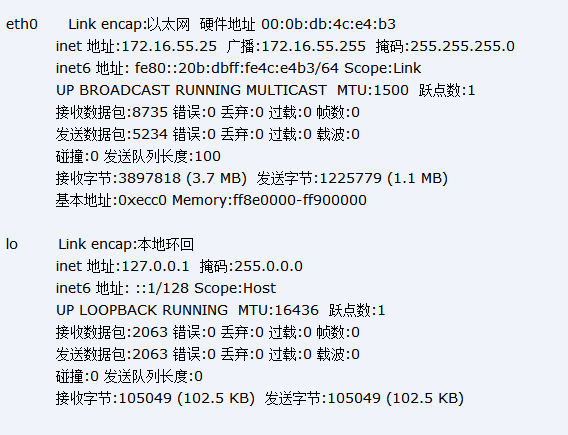 eth0 Link encap:以太网 硬件地址 00:0b:db:4c:e4:b3
inet 地址:172.16.55.25 广播:172.16.55.255 掩码:255.255.255.0
inet6 地址: fe80::20b:dbff:fe4c:e4b3/64 Scope:Link
UP BROADCAST RUNNING MULTICAST MTU:1500 跃点数:1
接收数据包:8735 错误:0 丢弃:0 过载:0 帧数:0
发送数据包:5234 错误:0 丢弃:0 过载:0 载波:0
碰撞:0 发送队列长度:100
接收字节:3897818 (3.7 MB) 发送字节:1225779 (1.1 MB)
基本地址:0xecc0 Memory:ff8e0000-ff900000
lo Link encap:本地环回
inet 地址:127.0.0.1 掩码:255.0.0.0
inet6 地址: ::1/128 Scope:Host
UP LOOPBACK RUNNING MTU:16436 跃点数:1
接收数据包:2063 错误:0 丢弃:0 过载:0 帧数:0
发送数据包:2063 错误:0 丢弃:0 过载:0 载波:0
碰撞:0 发送队列长度:0
接收字节:105049 (102.5 KB) 发送字节:105049 (102.5 KB)